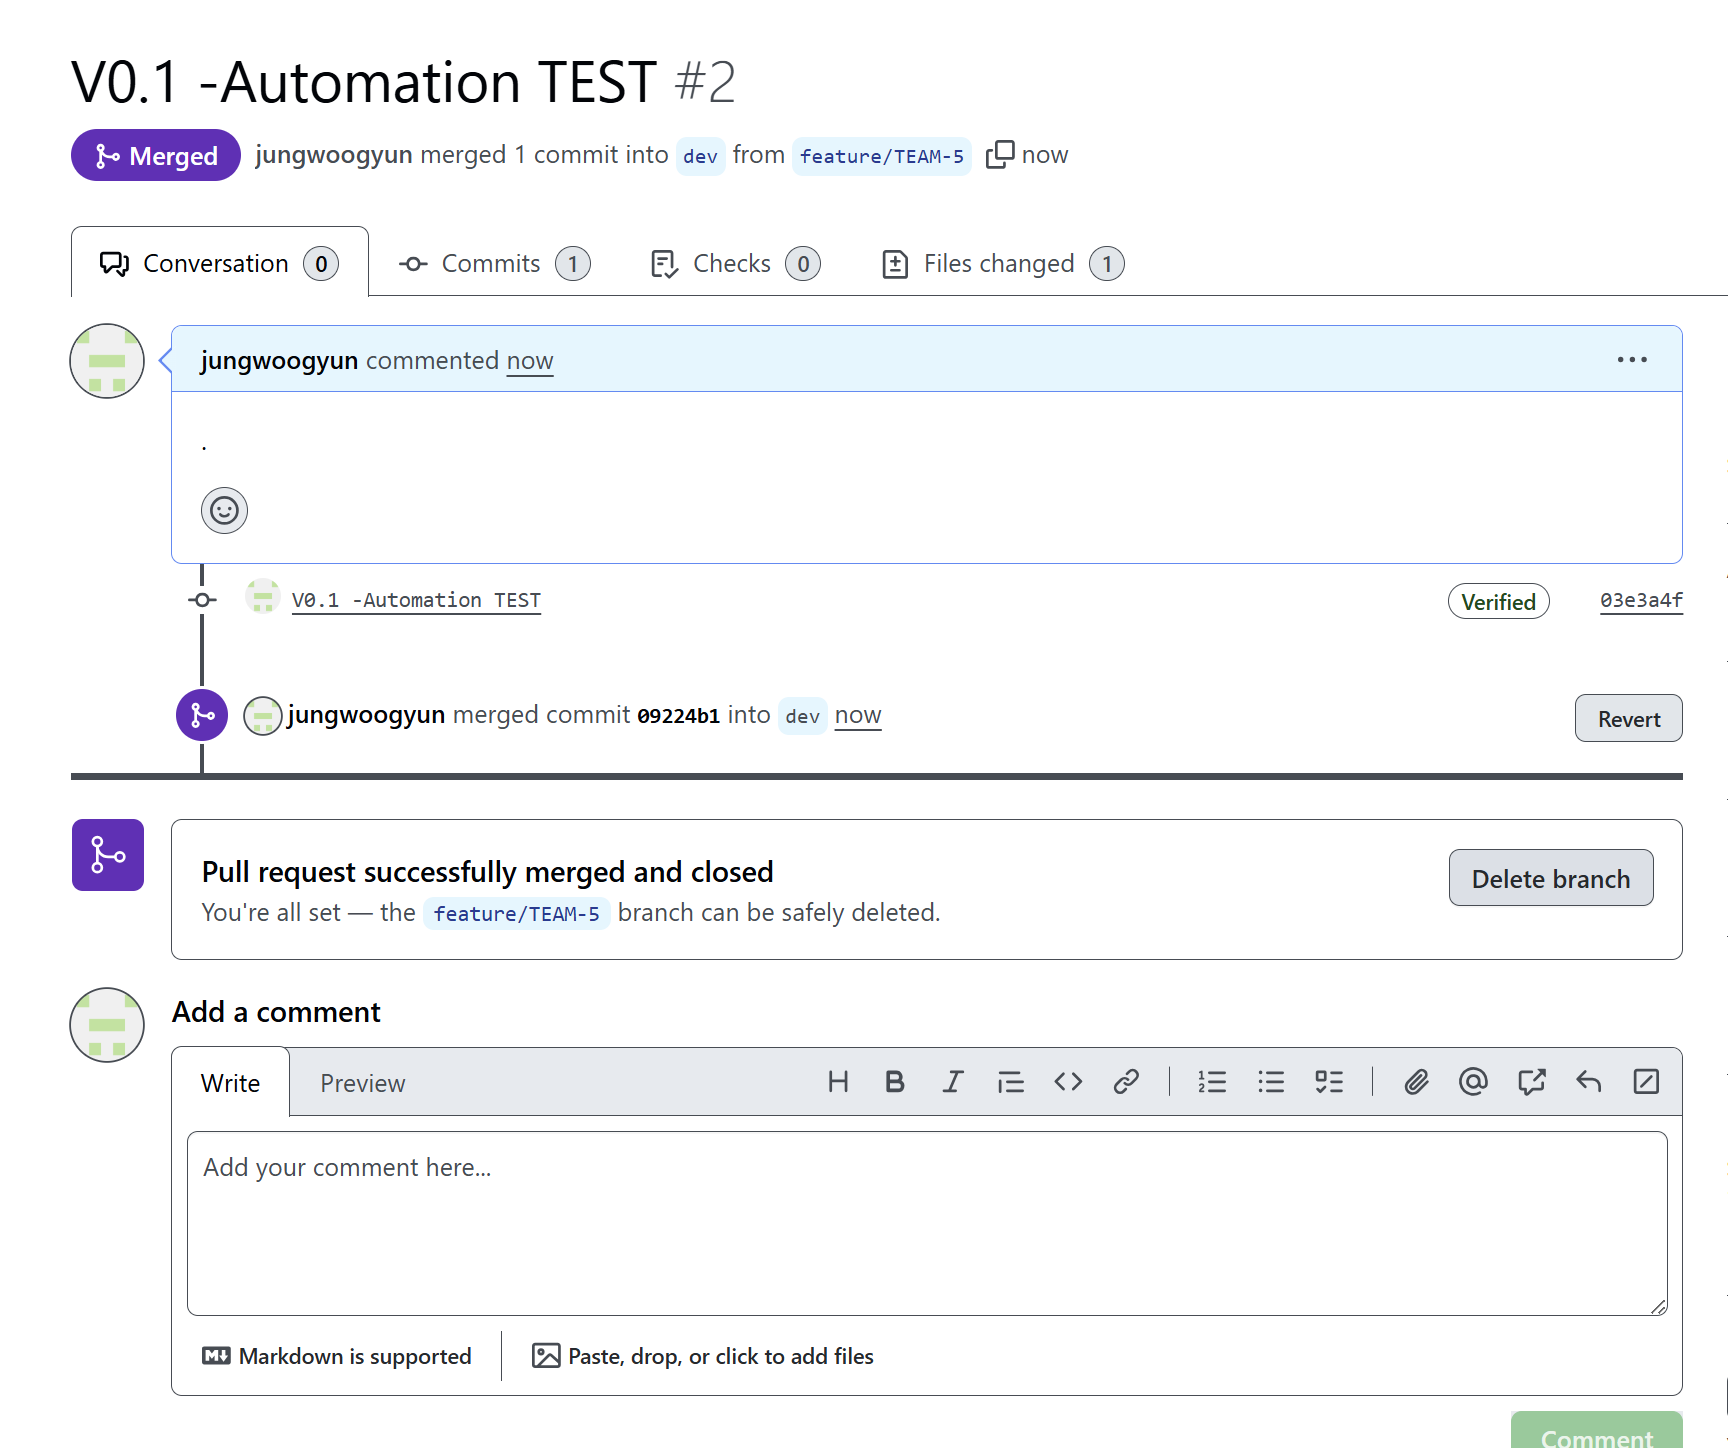 V0.1 -Automation TEST #2
Merged jungwoogyun merged 1 commit into dev from feature/TEAM-5 now
Conversation 0 Commits 1 Checks 0 Files changed 1
jungwoogyun commented now
.
V0.1 -Automation TEST Verified 03e3a4f
jungwoogyun merged commit 09224b1 into dev now Revert
Pull request successfully merged and closed
You're all set — the feature/TEAM-5 branch can be safely deleted.
Delete branch
Add a comment
Write Preview
Add your comment here...
Markdown is supported Paste, drop, or click to add files
Comment